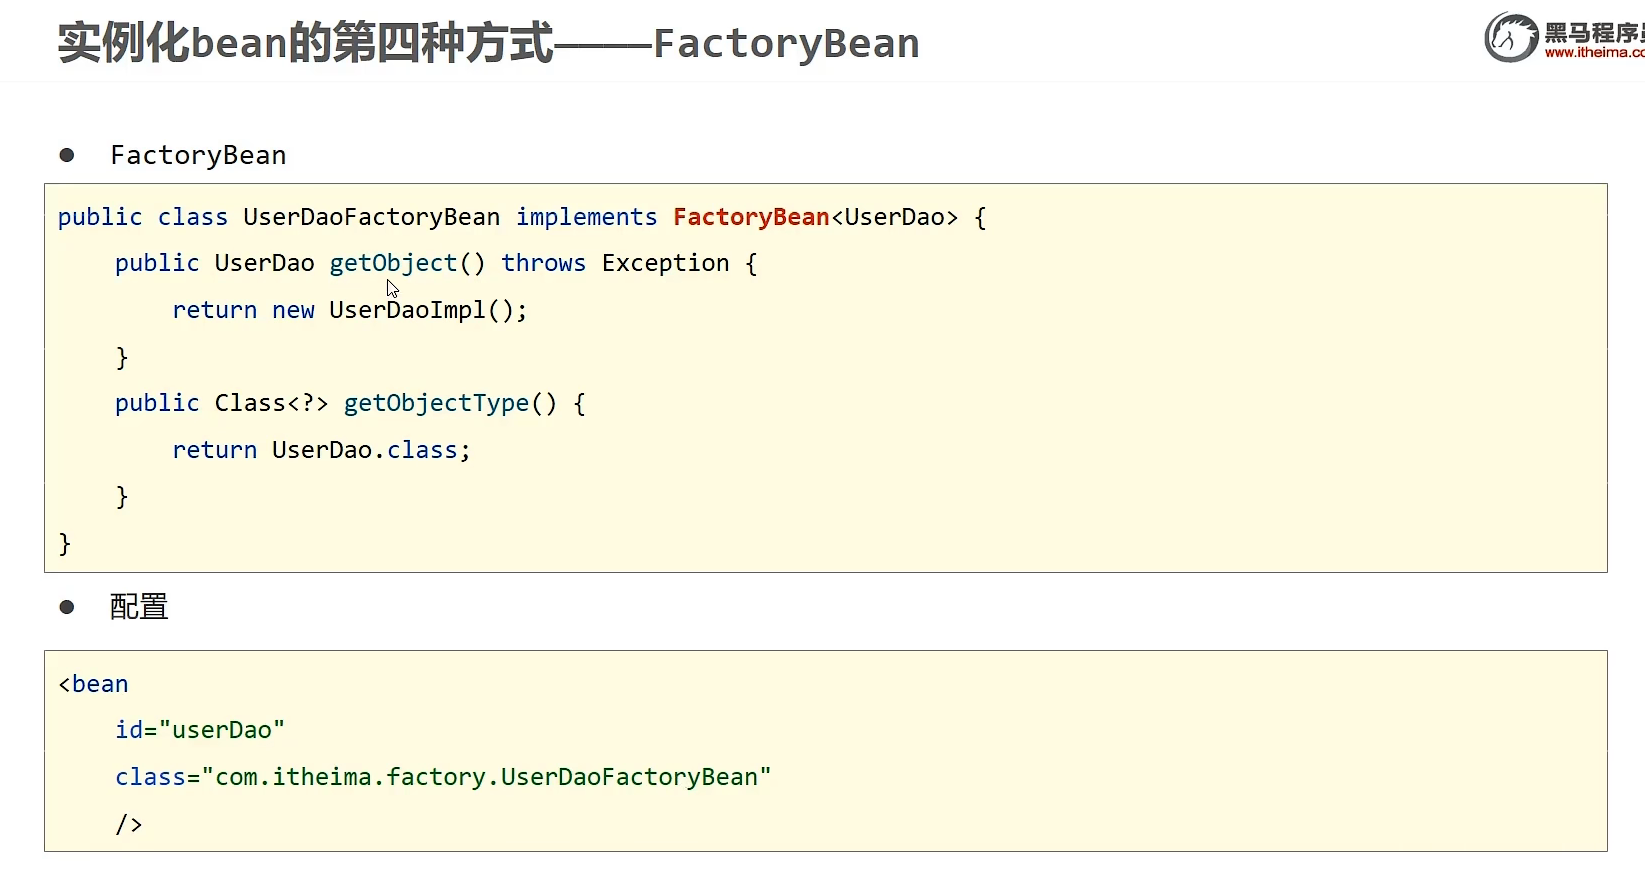 实例化bean的第四种方式————FactoryBean
黑马程序员
www.itheima.co
● FactoryBean
public class UserDaoFactoryBean implements FactoryBean<UserDao> {
    public UserDao getObject() throws Exception {
        return new UserDaoImpl();
    }
    public Class<?> getObjectType() {
        return UserDao.class;
    }
}
● 配置
<bean
    id="userDao"
    class="com.itheima.factory.UserDaoFactoryBean"
    />